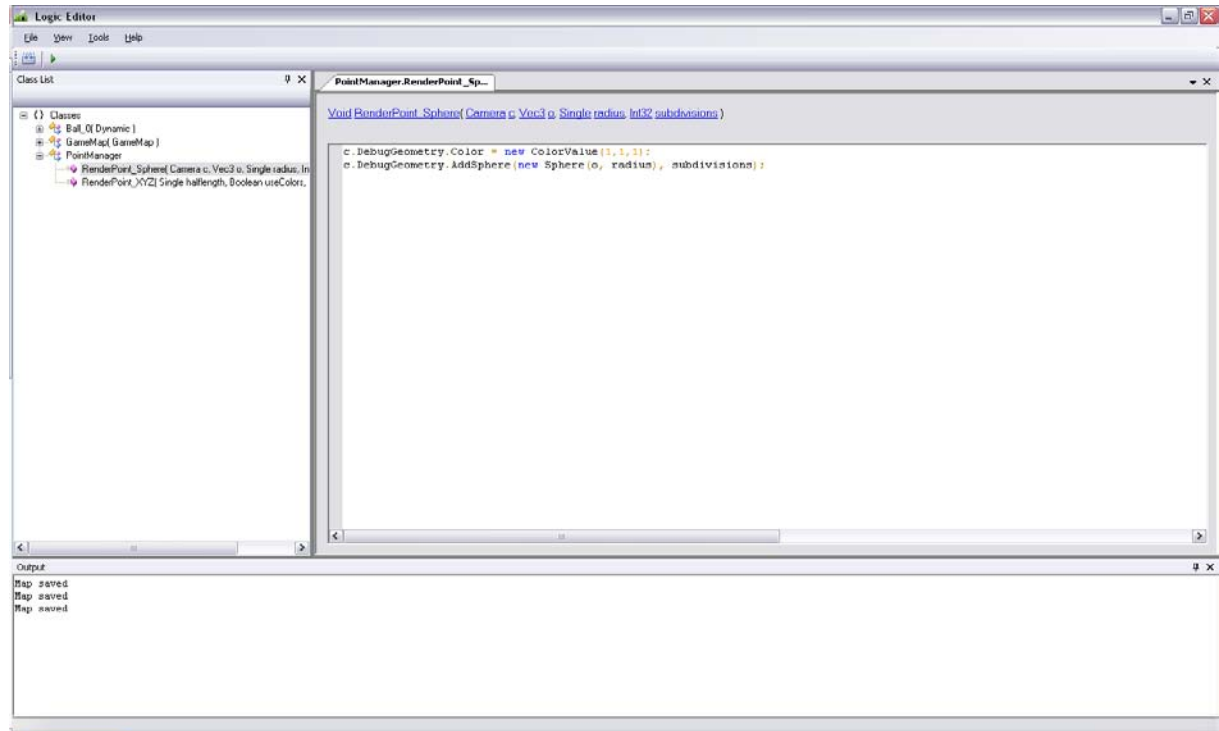 Logic Editor
File View Tools Help
Class List
PointManager.RenderPoint_Sp...
{} Classes
Ball_0( Dynamic )
GameMap( GameMap )
PointManager
RenderPoint_Sphere( Camera c, Vec3 o, Single radius, In
RenderPoint_XYZ( Single halflength, Boolean useColors,
Void RenderPoint_Sphere( Camera c, Vec3 o, Single radius, Int32 subdivisions )
c.DebugGeometry.Color = new ColorValue(1,1,1);
c.DebugGeometry.AddSphere(new Sphere(o, radius), subdivisions);
Output
Map saved
Map saved
Map saved